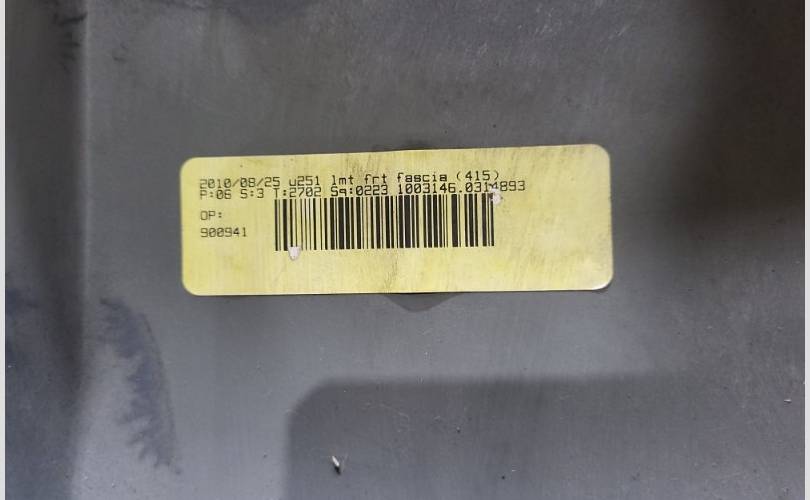 2010/08/25 u251 lmt frt fascia (415)
P:06 S:3 T:2702 Sq:0223 1003146.0314893
OP:
900941